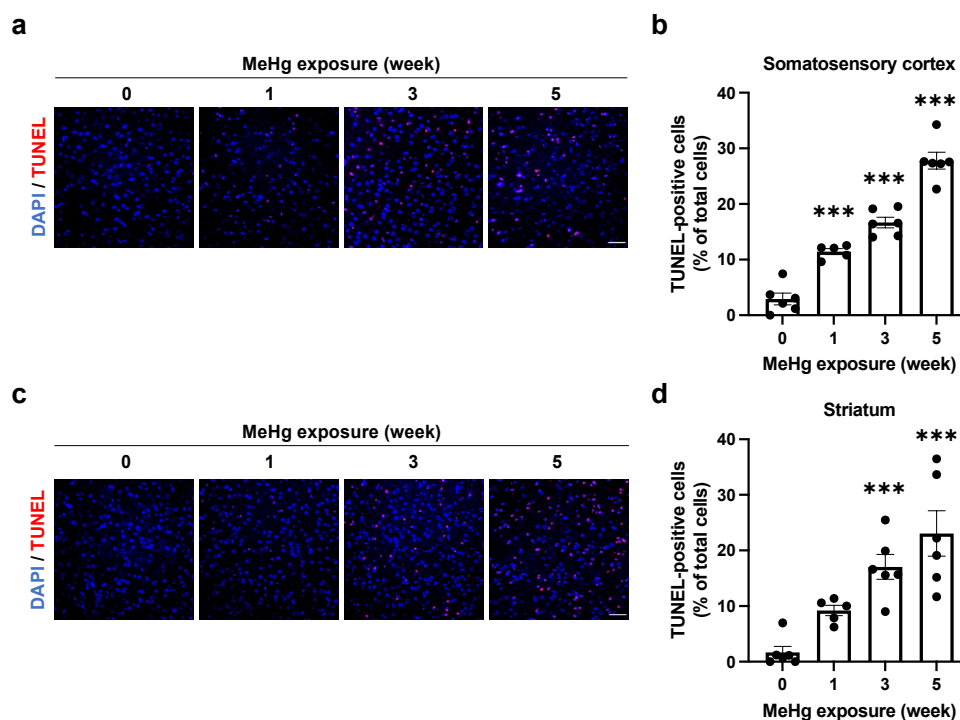 a
MeHg exposure (week)
0 1 3 5
DAPI / TUNEL
b
Somatosensory cortex
TUNEL-positive cells
(% of total cells)
40
30
20
10
0
*** *** ***
0 1 3 5
MeHg exposure (week)
c
MeHg exposure (week)
0 1 3 5
DAPI / TUNEL
d
Striatum
TUNEL-positive cells
(% of total cells)
40
30
20
10
0
*** ***
0 1 3 5
MeHg exposure (week)